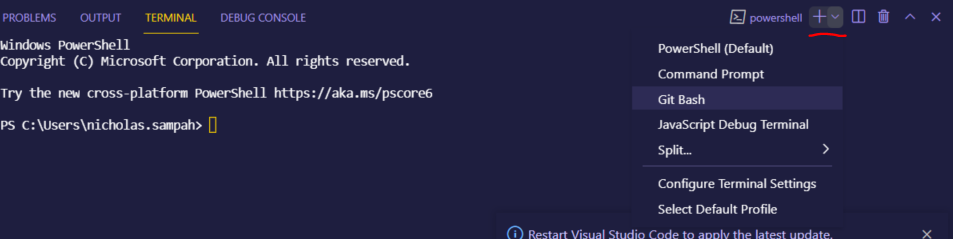 PROBLEMS OUTPUT TERMINAL DEBUG CONSOLE powershell
Windows PowerShell
Copyright (C) Microsoft Corporation. All rights reserved.
Try the new cross-platform PowerShell https://aka.ms/pscore6
PS C:\Users\nicholas.sampah>
PowerShell (Default)
Command Prompt
Git Bash
JavaScript Debug Terminal
Split...
Configure Terminal Settings
Select Default Profile
Restart Visual Studio Code to apply the latest update.